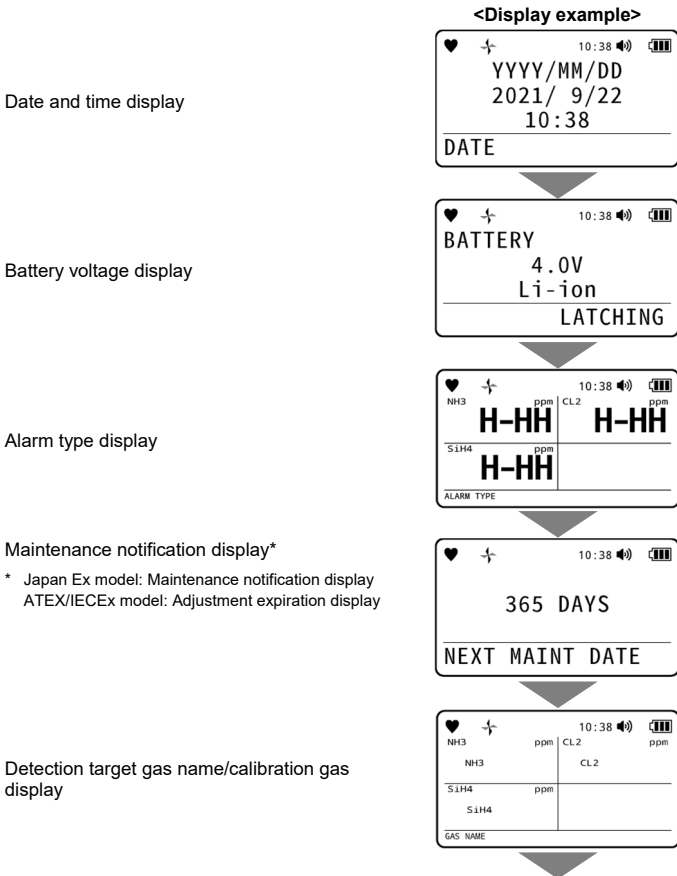 <Display example>
10:38
YYYY/MM/DD
Date and time display
2021/ 9/22
10:38
DATE
10:38
BATTERY
Battery voltage display
4.0V
Li-ion
LATCHING
10:38
NH3 ppm CL2 ppm
H-HH H-HH
Alarm type display
SiH4 ppm
H-HH
ALARM TYPE
Maintenance notification display*
* Japan Ex model: Maintenance notification display
ATEX/IECEx model: Adjustment expiration display
10:38
365 DAYS
NEXT MAINT DATE
10:38
NH3 ppm CL2 ppm
NH3 CL2
Detection target gas name/calibration gas
display
SiH4 ppm
SiH4
GAS NAME